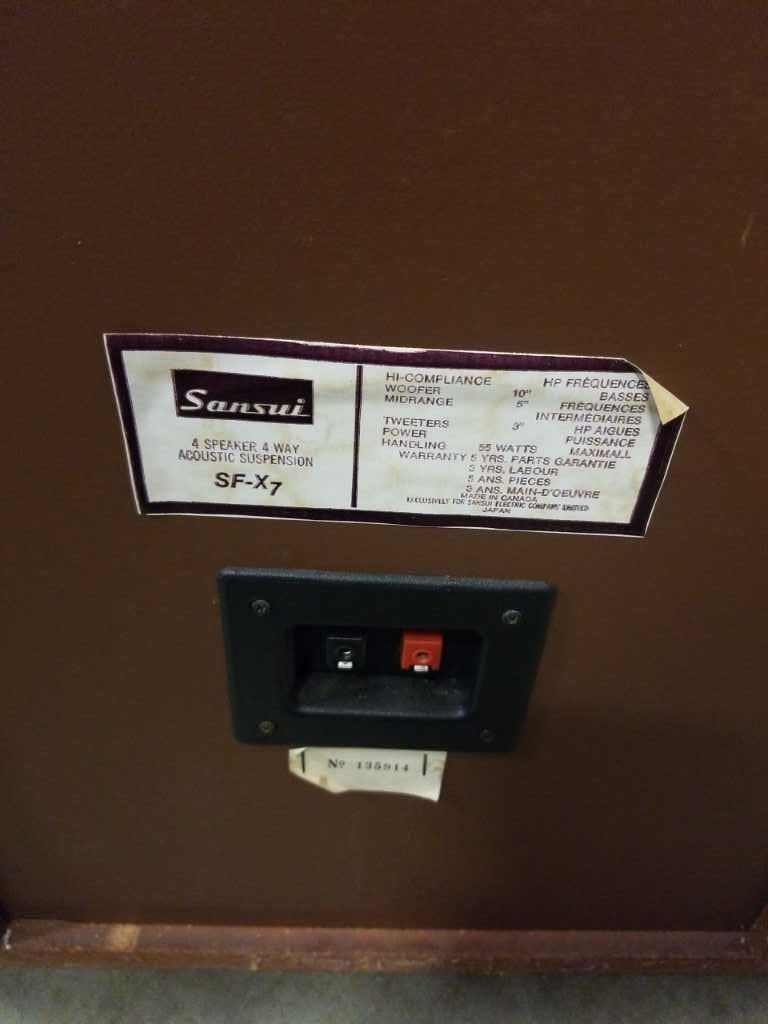 Sansui
4 SPEAKER 4 WAY
ACOUSTIC SUSPENSION
SF-X7
HI-COMPLIANCE HP FRÉQUENCES
WOOFER 10" BASSES
MIDRANGE 5" FRÉQUENCES
INTERMÉDIAIRES
TWEETERS 3" HP AIGUES
POWER PUISSANCE
HANDLING 55 WATTS MAXIMALL
WARRANTY 5 YRS. PARTS GARANTIE
3 YRS. LABOUR
5 ANS. PIECES
3 ANS. MAIN-D'OEUVRE
MADE IN CANADA
EXCLUSIVELY FOR SANSUI ELECTRIC COMPANY LIMITED
JAPAN
Nº 135914